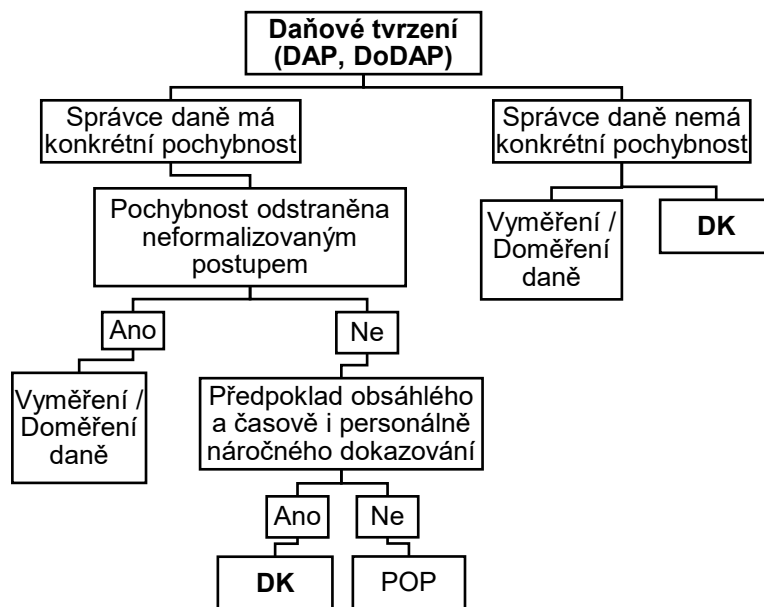 Daňové tvrzení
(DAP, DoDAP)
Správce daně má
konkrétní pochybnost
Správce daně nemá
konkrétní pochybnost
Pochybnost odstraněna
neformalizovaným
postupem
Vyměření /
Doměření
daně
DK
Ano
Ne
Vyměření /
Doměření
daně
Předpoklad obsáhlého
a časově i personálně
náročného dokazování
Ano
Ne
DK
POP